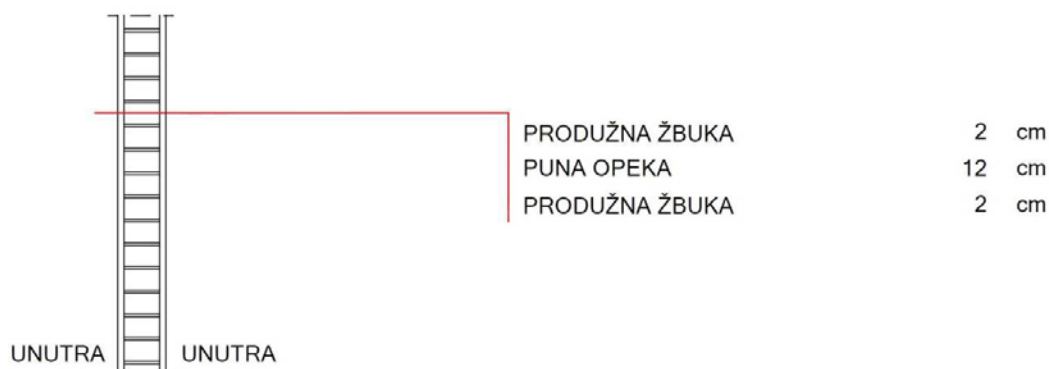 PRODUŽNA ŽBUKA 2 cm
PUNA OPEKA 12 cm
PRODUŽNA ŽBUKA 2 cm
UNUTRA UNUTRA